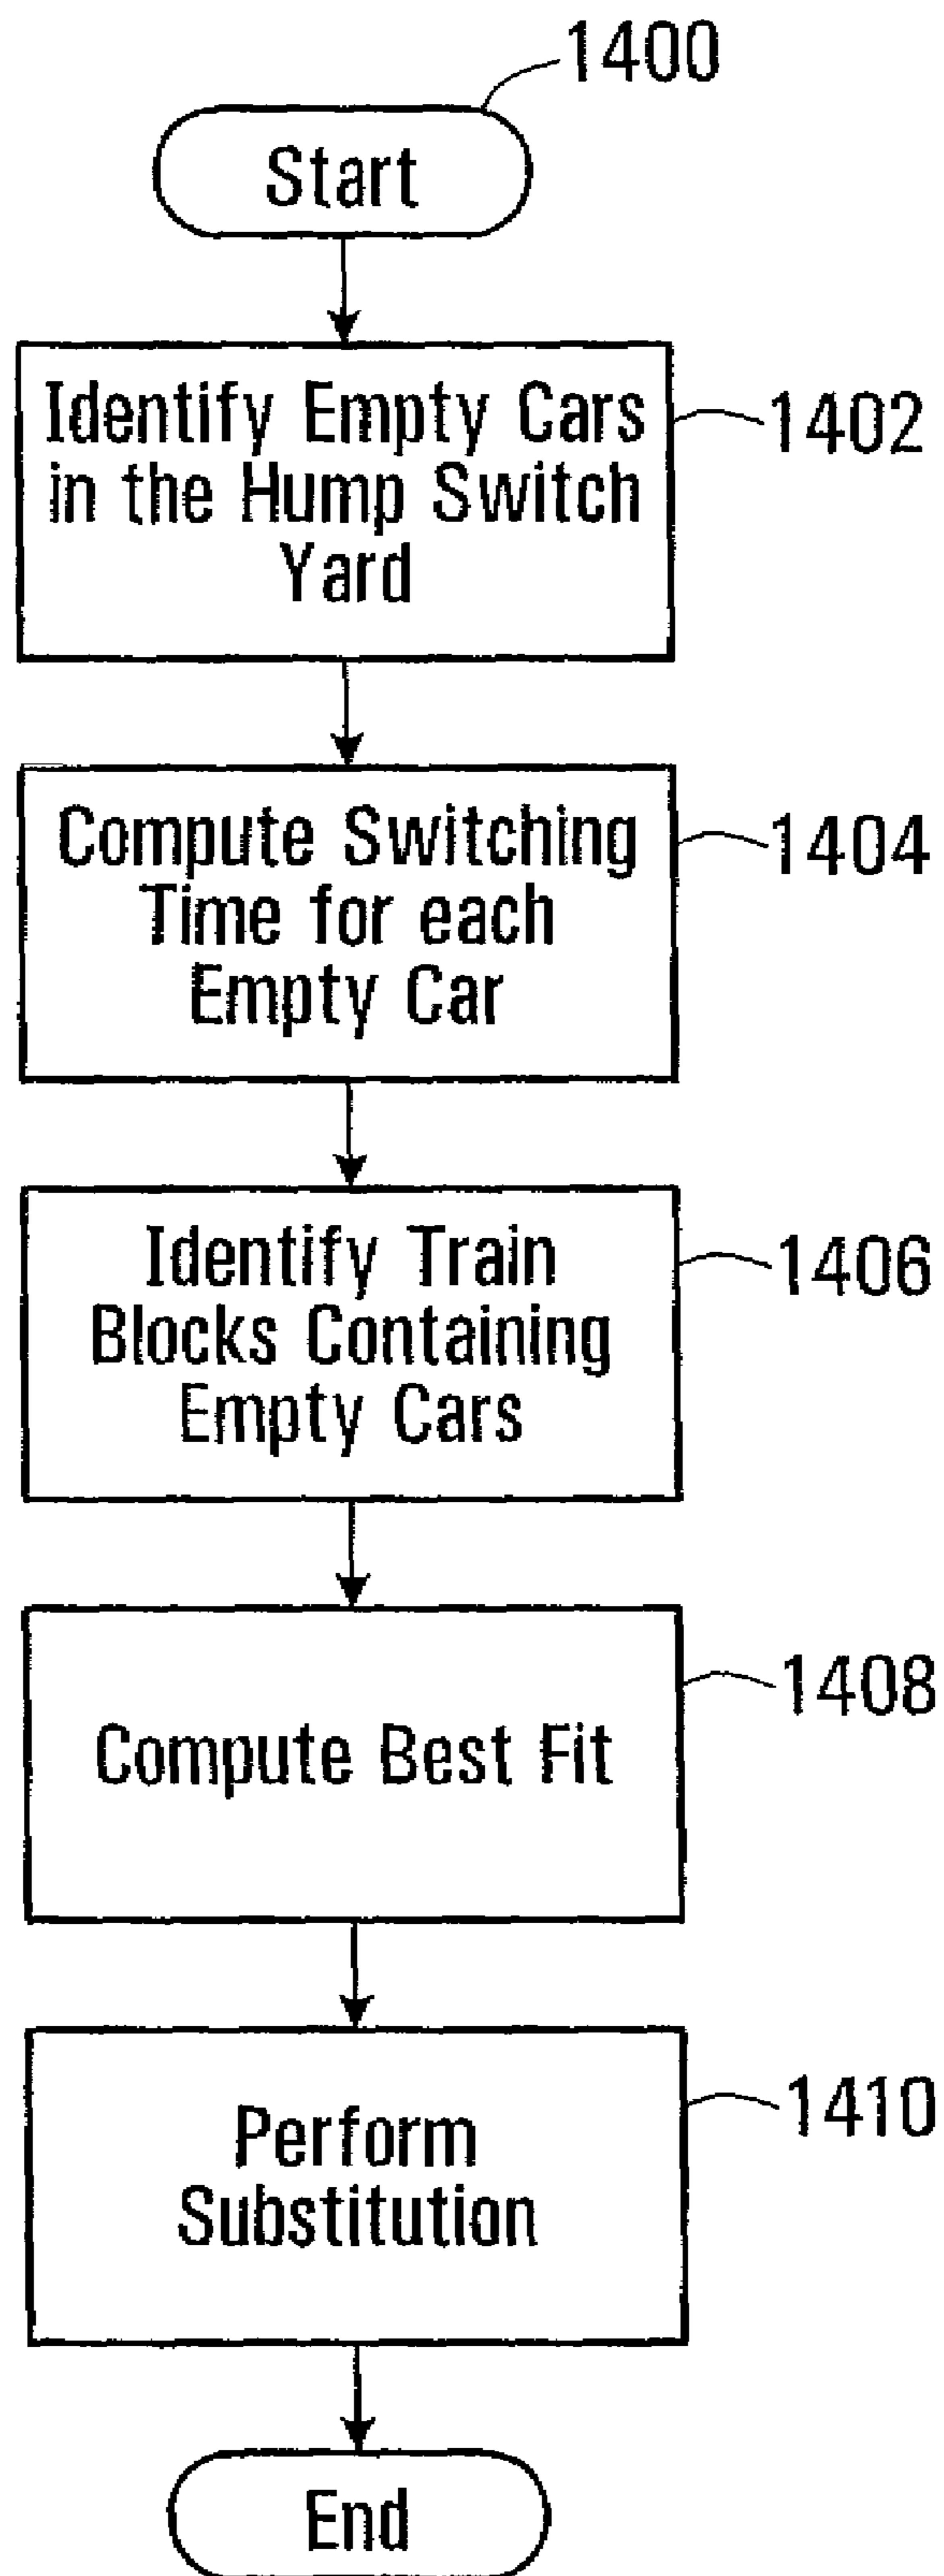 1400
Start
Identify Empty Cars
in the Hump Switch
Yard
1402
Compute Switching
Time for each
Empty Car
1404
Identify Train
Blocks Containing
Empty Cars
1406
Compute Best Fit
1408
Perform
Substitution
1410
End